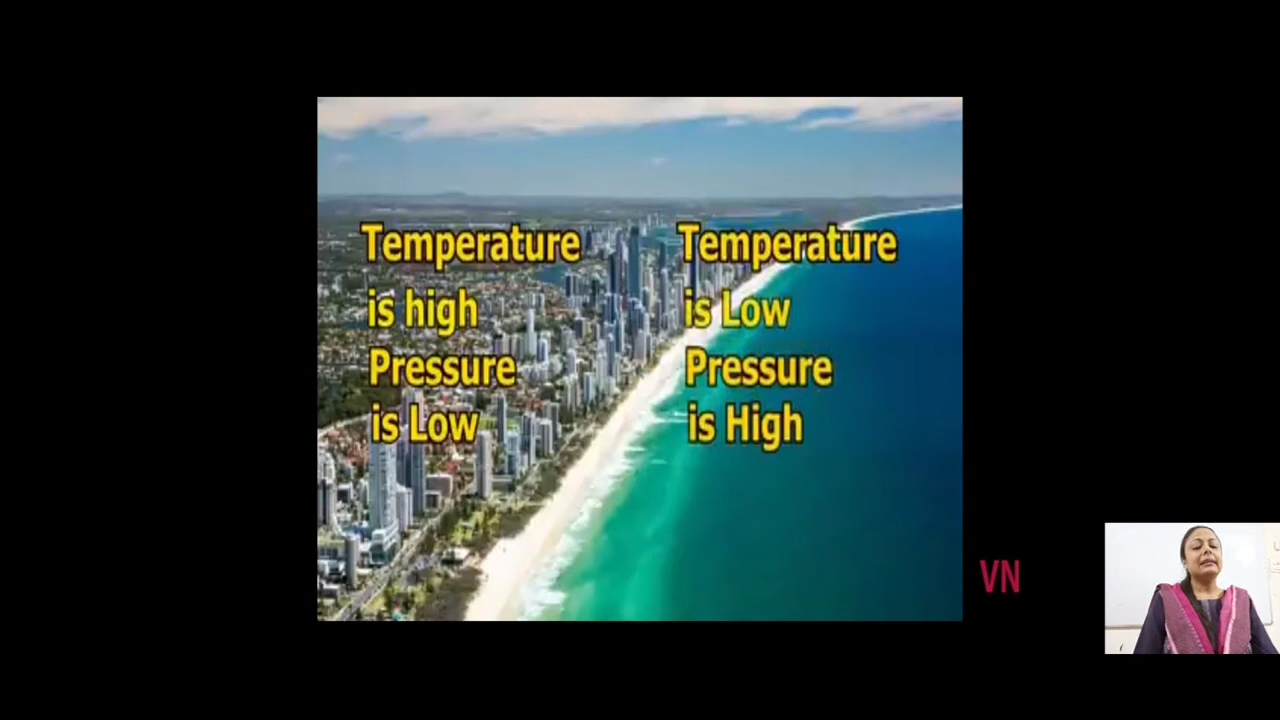 Temperature
is high
Pressure
is Low
Temperature
is Low
Pressure
is High
VN